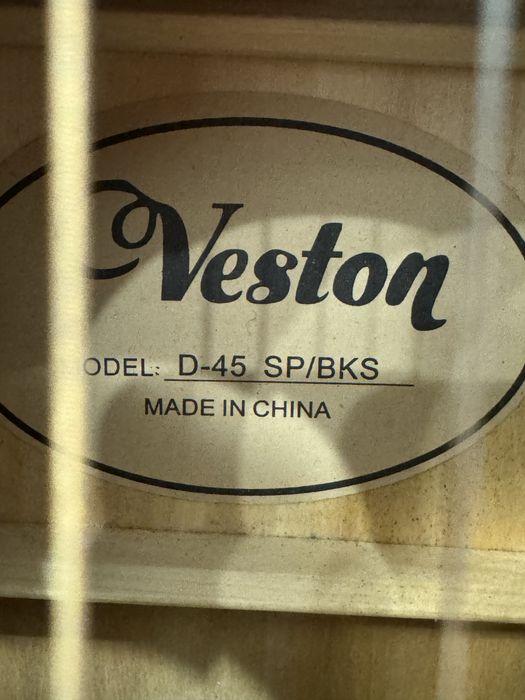 Veston
ODEL: D-45 SP/BKS
MADE IN CHINA